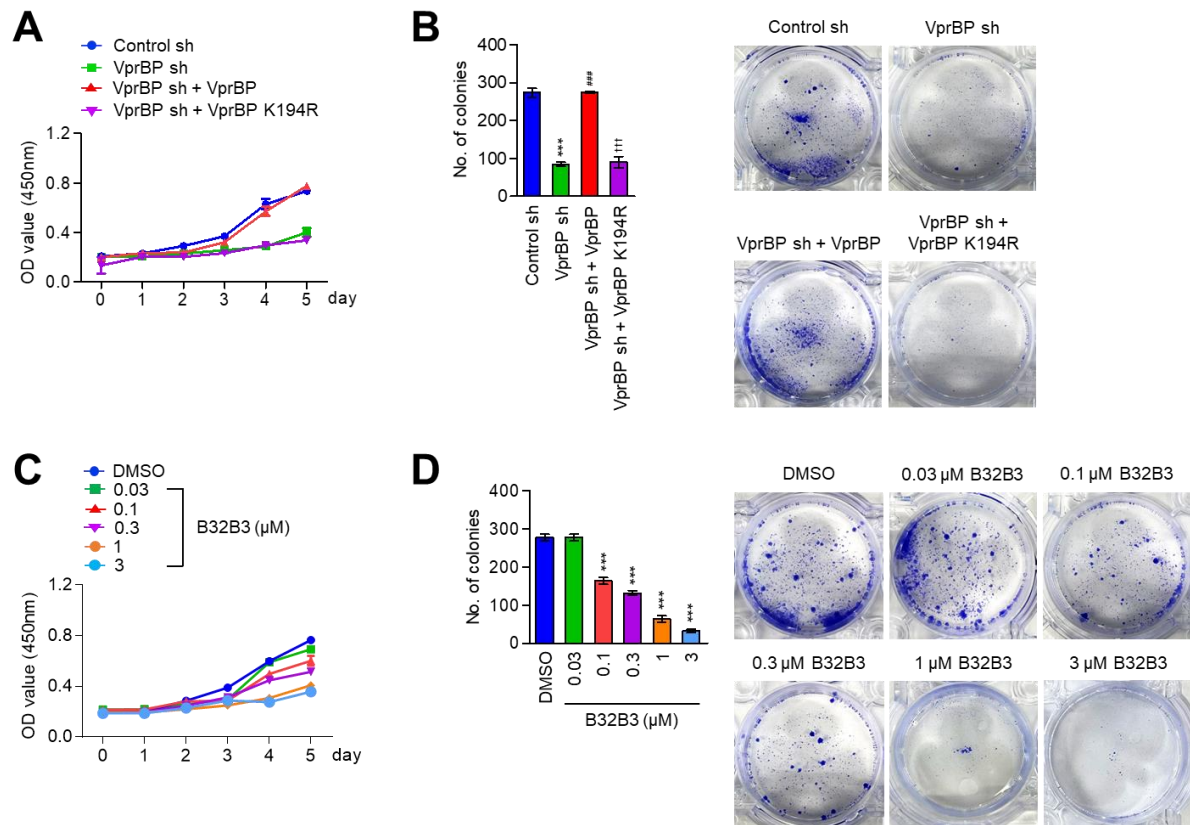 A
Control sh
VprBP sh
VprBP sh + VprBP
VprBP sh + VprBP K194R
OD value (450nm)
1.2
0.8
0.4
0.0
0 1 2 3 4 5 day
B
No. of colonies
400
300
200
100
0
***
###
†††
Control sh
VprBP sh
VprBP sh + VprBP
VprBP sh + VprBP K194R
Control sh
VprBP sh
VprBP sh + VprBP
VprBP sh +
VprBP K194R
C
DMSO
0.03
0.1
0.3
1
3
B32B3 (µM)
OD value (450nm)
1.2
0.8
0.4
0.0
0 1 2 3 4 5 day
D
No. of colonies
400
300
200
100
0
***
***
***
***
DMSO
0.03
0.1
0.3
1
3
B32B3 (µM)
DMSO
0.03 µM B32B3
0.1 µM B32B3
0.3 µM B32B3
1 µM B32B3
3 µM B32B3